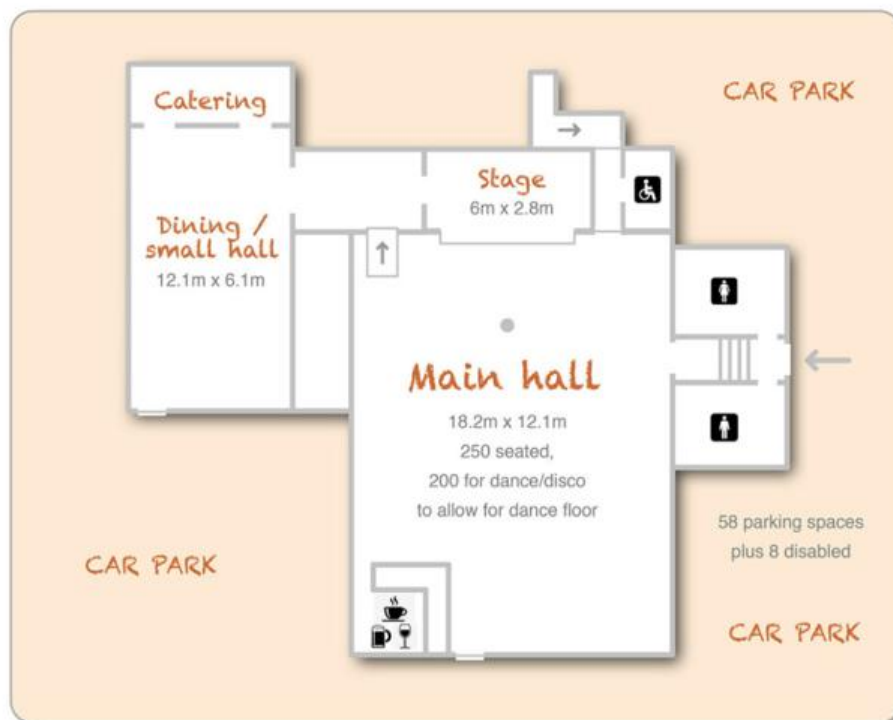 Catering
CAR PARK
Stage
6m x 2.8m
Dining /
small hall
12.1m x 6.1m
Main hall
18.2m x 12.1m
250 seated,
200 for dance/disco
to allow for dance floor
58 parking spaces
plus 8 disabled
CAR PARK
CAR PARK